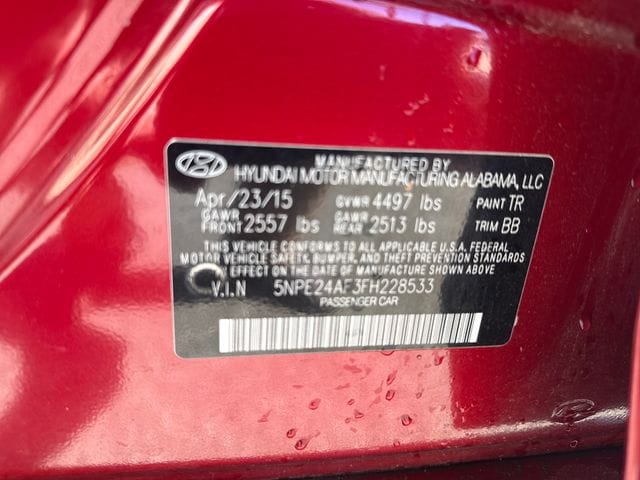 MANUFACTURED BY
HYUNDAI MOTOR MANUFACTURING ALABAMA, LLC
Apr/23/15 GVWR 4497 lbs PAINT TR
GAWR FRONT 2557 lbs GAWR REAR 2513 lbs TRIM BB
THIS VEHICLE CONFORMS TO ALL APPLICABLE U.S.A. FEDERAL
MOTOR VEHICLE SAFETY, BUMPER, AND THEFT PREVENTION STANDARDS
IN EFFECT ON THE DATE OF MANUFACTURE SHOWN ABOVE
V.I.N 5NPE24AF3FH228533
PASSENGER CAR